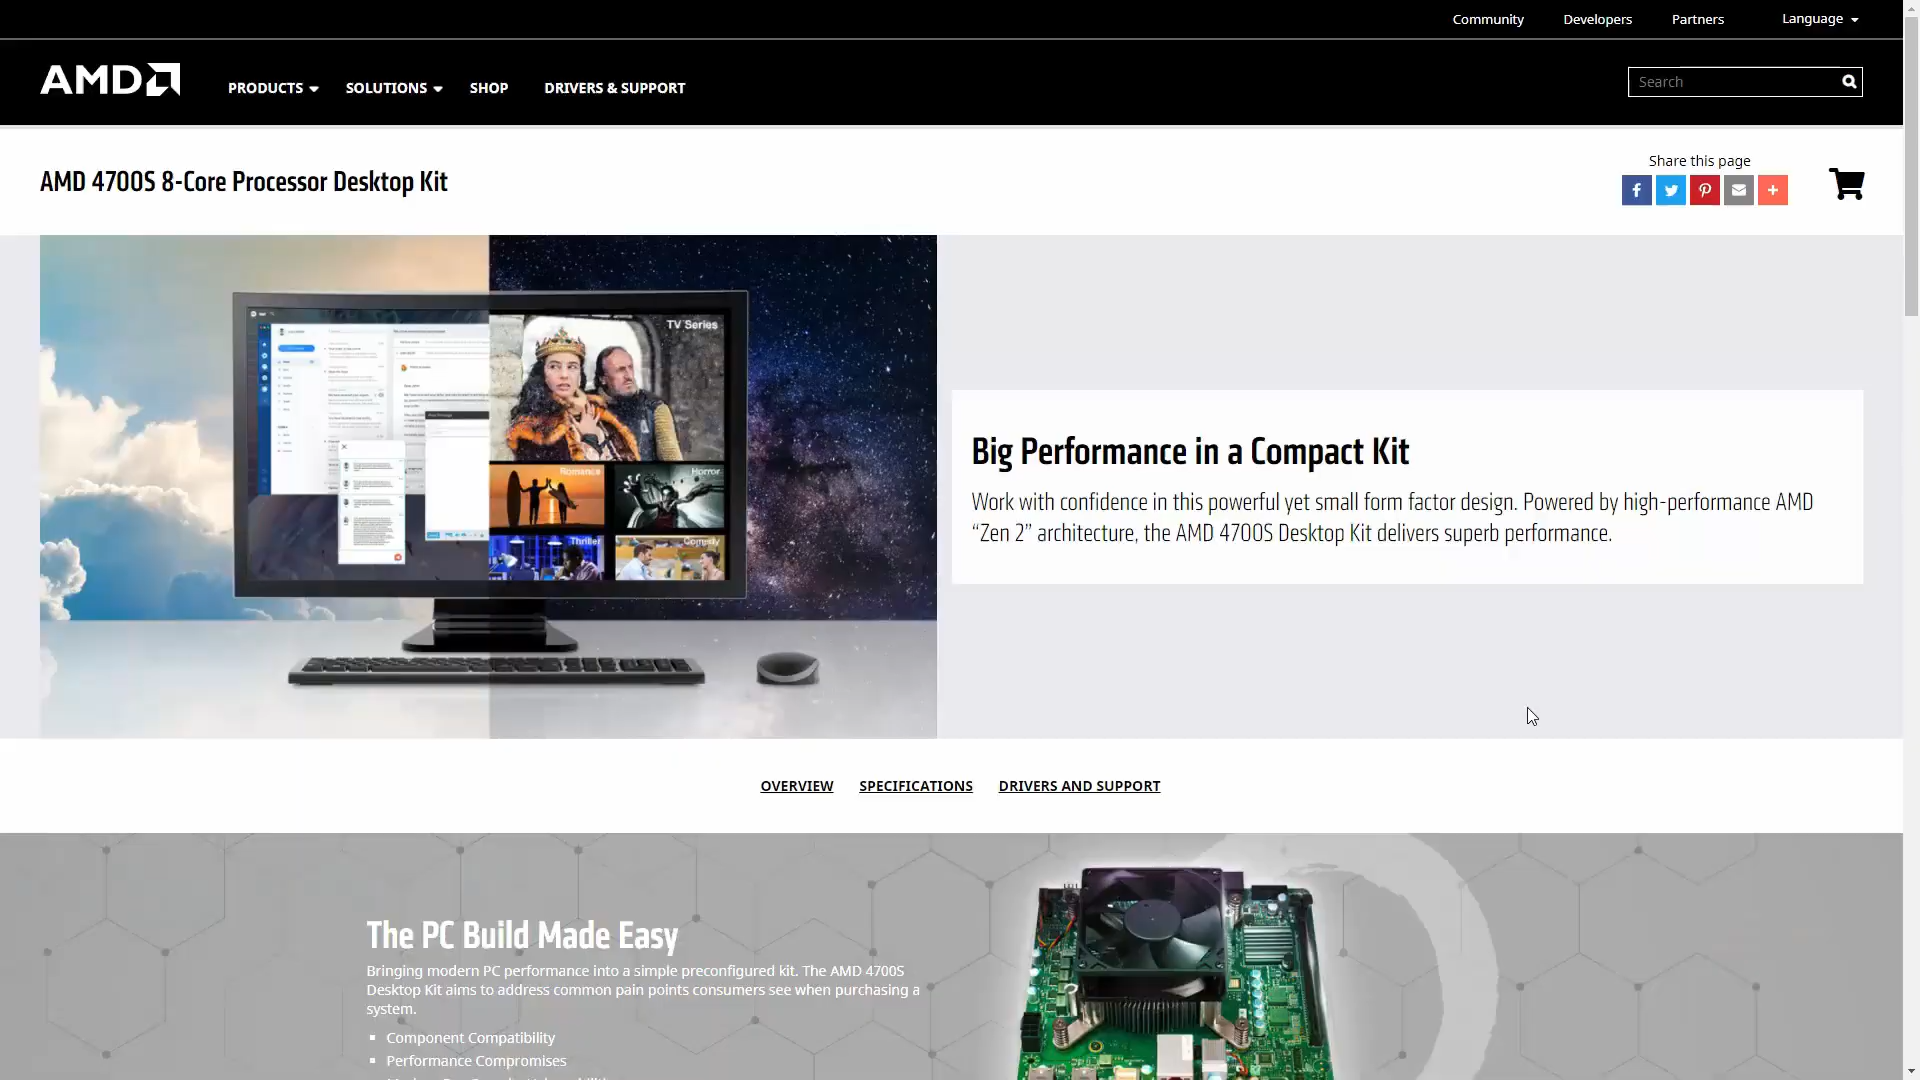 Community Developers Partners Language
AMD PRODUCTS SOLUTIONS SHOP DRIVERS & SUPPORT Search
AMD 4700S 8-Core Processor Desktop Kit
Share this page
TV Series
Romance Horror
Thriller Comedy
Big Performance in a Compact Kit
Work with confidence in this powerful yet small form factor design. Powered by high-performance AMD
“Zen 2” architecture, the AMD 4700S Desktop Kit delivers superb performance.
OVERVIEW SPECIFICATIONS DRIVERS AND SUPPORT
The PC Build Made Easy
Bringing modern PC performance into a simple preconfigured kit. The AMD 4700S
Desktop Kit aims to address common pain points consumers see when purchasing a
system.
Component Compatibility
Performance Compromises